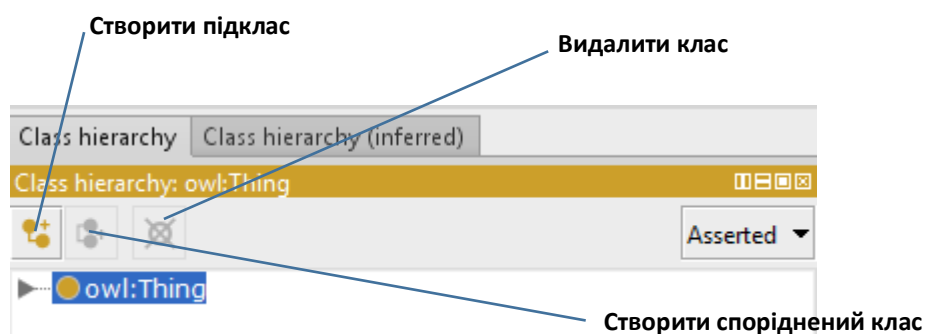 Створити підклас
Видалити клас
Class hierarchy
Class hierarchy (inferred)
Class hierarchy: owl:Thing
Asserted
owl:Thing
Створити споріднений клас